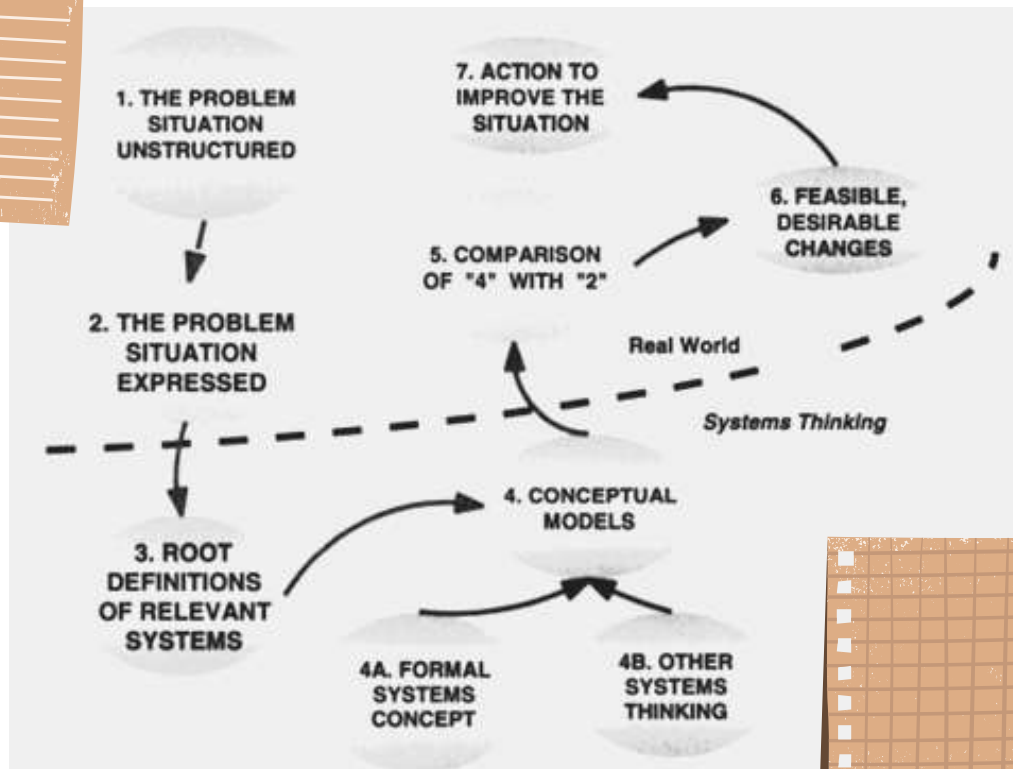 1. THE PROBLEM
SITUATION
UNSTRUCTURED
2. THE PROBLEM
SITUATION
EXPRESSED
3. ROOT
DEFINITIONS
OF RELEVANT
SYSTEMS
4. CONCEPTUAL
MODELS
4A. FORMAL
SYSTEMS
CONCEPT
4B. OTHER
SYSTEMS
THINKING
5. COMPARISON
OF "4" WITH "2"
6. FEASIBLE,
DESIRABLE
CHANGES
7. ACTION TO
IMPROVE THE
SITUATION
Real World
Systems Thinking